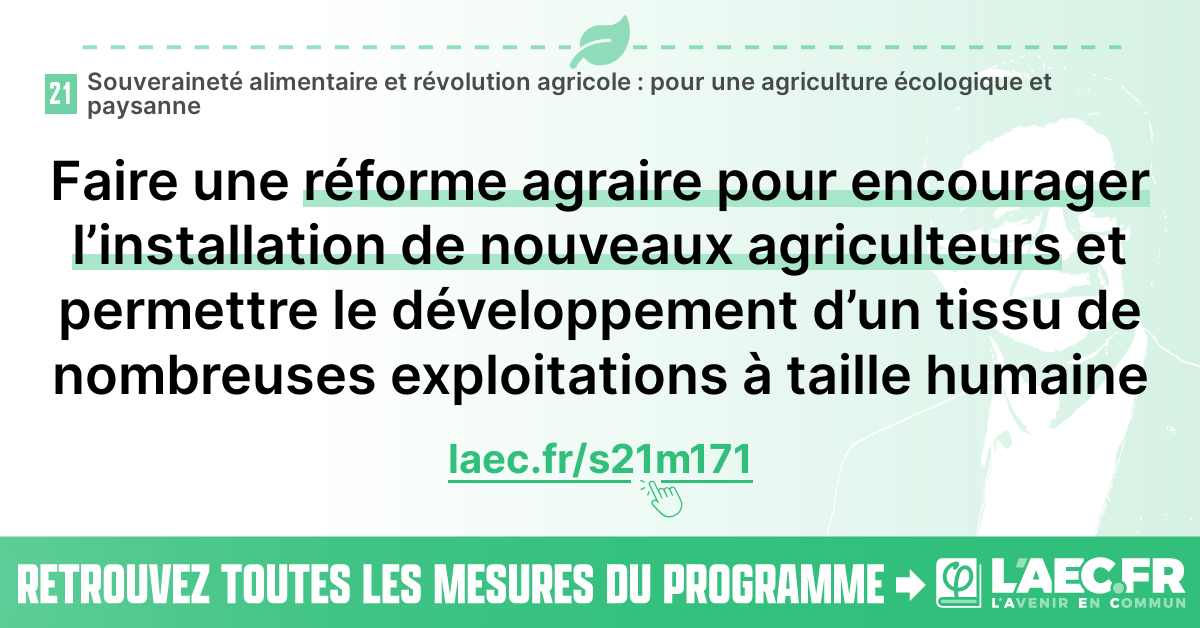 21
Souveraineté alimentaire et révolution agricole : pour une agriculture écologique et
paysanne
Faire une réforme agraire pour encourager
l’installation de nouveaux agriculteurs et
permettre le développement d’un tissu de
nombreuses exploitations à taille humaine
laec.fr/s21m171
RETROUVEZ TOUTES LES MESURES DU PROGRAMME
φ
L'AEC.FR
L'AVENIR EN COMMUN